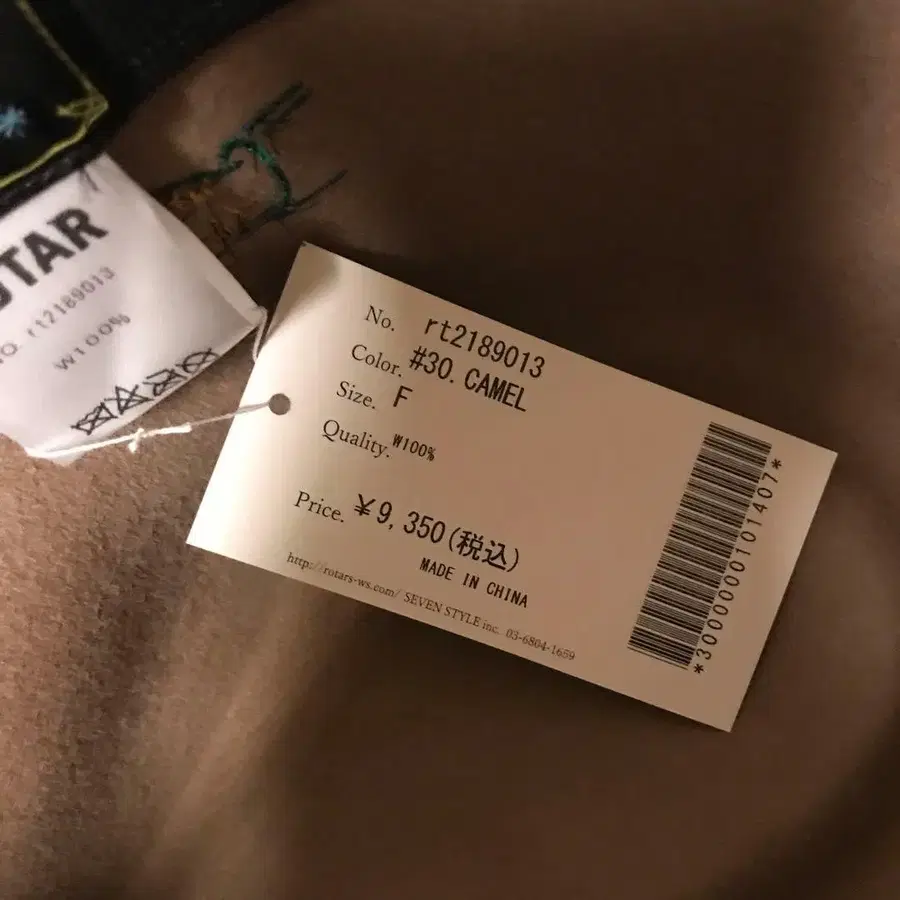 OTAR
NO. rt2189013
W100%
No. rt2189013
Color. #30. CAMEL
Size. F
Quality. W100%
Price. ¥9,350(税込)
MADE IN CHINA
http://rotars-ws.com/ SEVEN STYLE inc. 03-6804-1659
*3000000101407*